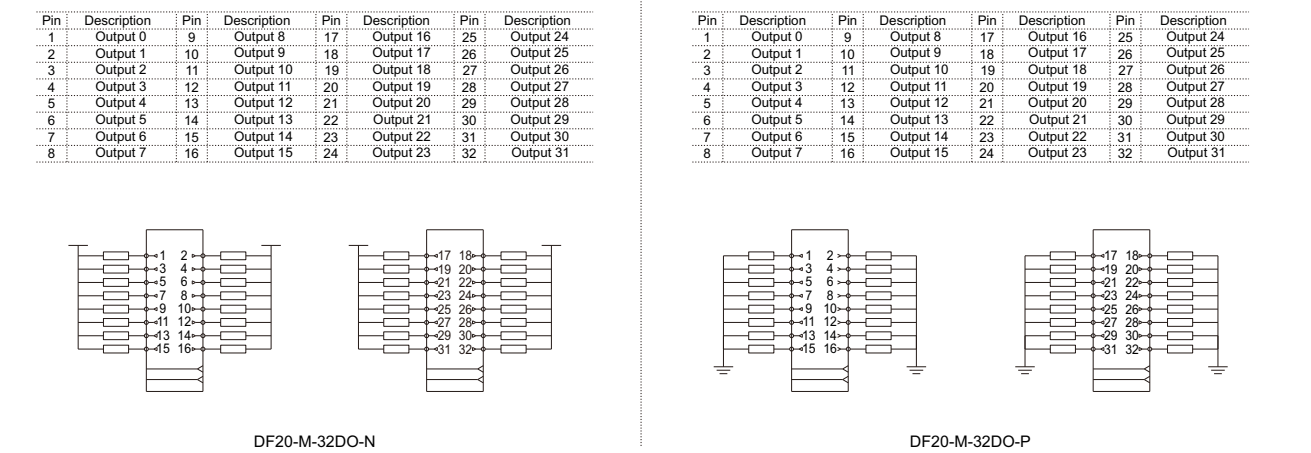 Pin Description Pin Description Pin Description Pin Description
1 Output 0 9 Output 8 17 Output 16 25 Output 24
2 Output 1 10 Output 9 18 Output 17 26 Output 25
3 Output 2 11 Output 10 19 Output 18 27 Output 26
4 Output 3 12 Output 11 20 Output 19 28 Output 27
5 Output 4 13 Output 12 21 Output 20 29 Output 28
6 Output 5 14 Output 13 22 Output 21 30 Output 29
7 Output 6 15 Output 14 23 Output 22 31 Output 30
8 Output 7 16 Output 15 24 Output 23 32 Output 31
1 2
3 4
5 6
7 8
9 10
11 12
13 14
15 16
17 18
19 20
21 22
23 24
25 26
27 28
29 30
31 32
DF20-M-32DO-N
Pin Description Pin Description Pin Description Pin Description
1 Output 0 9 Output 8 17 Output 16 25 Output 24
2 Output 1 10 Output 9 18 Output 17 26 Output 25
3 Output 2 11 Output 10 19 Output 18 27 Output 26
4 Output 3 12 Output 11 20 Output 19 28 Output 27
5 Output 4 13 Output 12 21 Output 20 29 Output 28
6 Output 5 14 Output 13 22 Output 21 30 Output 29
7 Output 6 15 Output 14 23 Output 22 31 Output 30
8 Output 7 16 Output 15 24 Output 23 32 Output 31
1 2
3 4
5 6
7 8
9 10
11 12
13 14
15 16
17 18
19 20
21 22
23 24
25 26
27 28
29 30
31 32
DF20-M-32DO-P